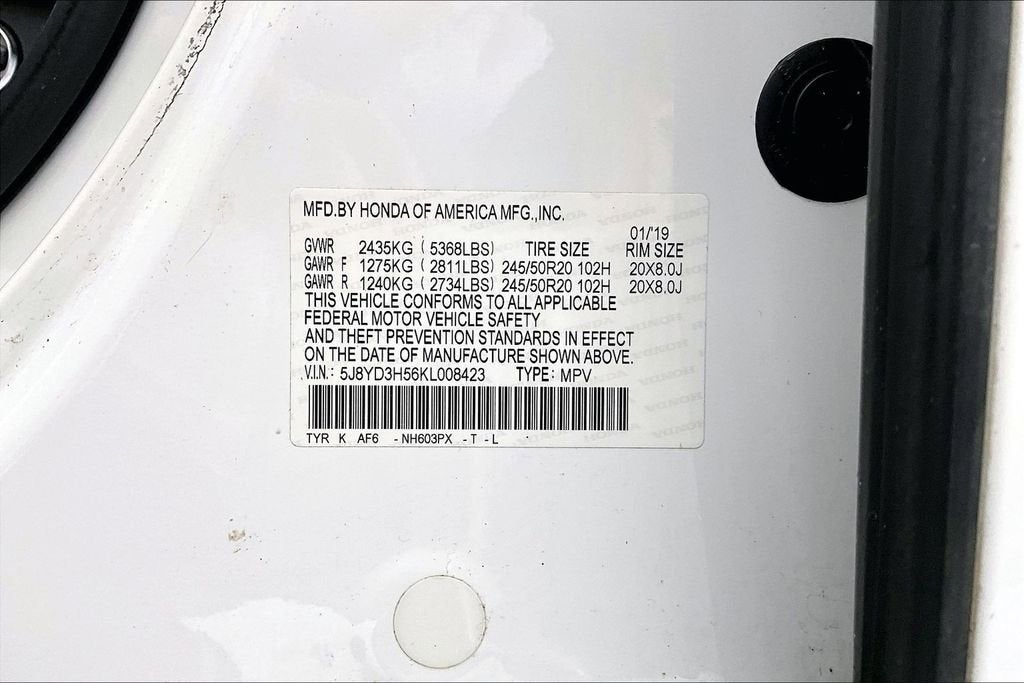 MFD.BY HONDA OF AMERICA MFG.,INC.
01/'19
GVWR 2435KG ( 5368LBS) TIRE SIZE RIM SIZE
GAWR F 1275KG ( 2811LBS) 245/50R20 102H 20X8.0J
GAWR R 1240KG ( 2734LBS) 245/50R20 102H 20X8.0J
THIS VEHICLE CONFORMS TO ALL APPLICABLE
FEDERAL MOTOR VEHICLE SAFETY
AND THEFT PREVENTION STANDARDS IN EFFECT
ON THE DATE OF MANUFACTURE SHOWN ABOVE.
V.I.N.: 5J8YD3H56KL008423 TYPE: MPV
TYR K AF6 -NH603PX -T -L